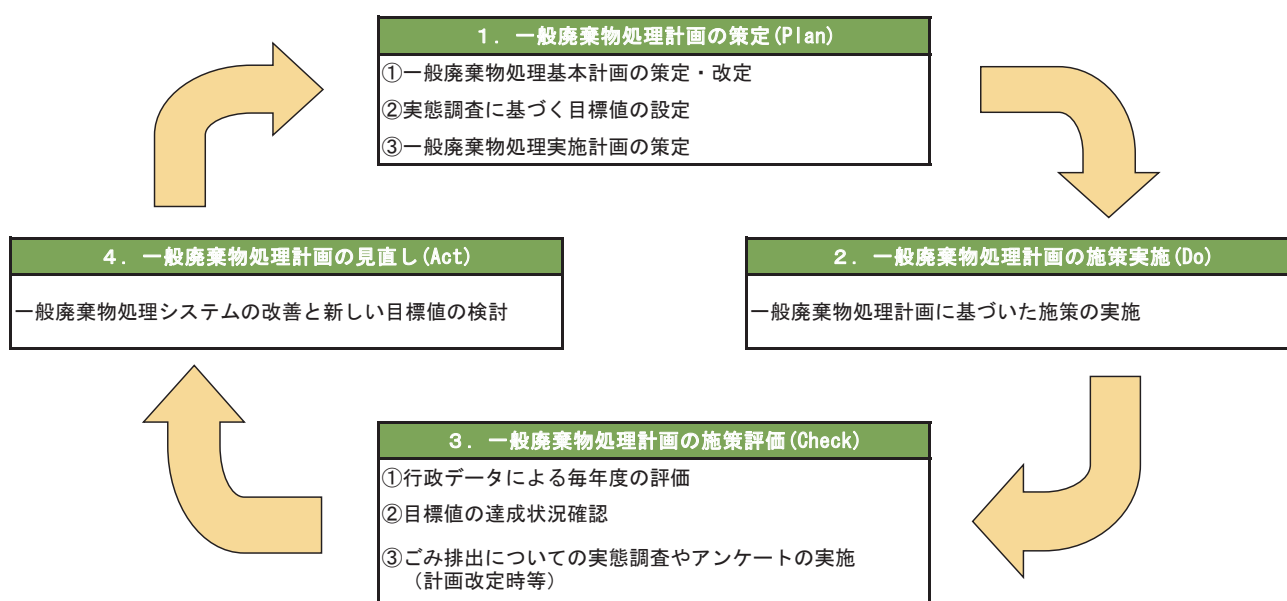 １．一般廃棄物処理計画の策定(Plan)
①一般廃棄物処理基本計画の策定・改定
②実態調査に基づく目標値の設定
③一般廃棄物処理実施計画の策定
２．一般廃棄物処理計画の施策実施(Do)
一般廃棄物処理計画に基づいた施策の実施
３．一般廃棄物処理計画の施策評価(Check)
①行政データによる毎年度の評価
②目標値の達成状況確認
③ごみ排出についての実態調査やアンケートの実施
（計画改定時等）
４．一般廃棄物処理計画の見直し(Act)
一般廃棄物処理システムの改善と新しい目標値の検討